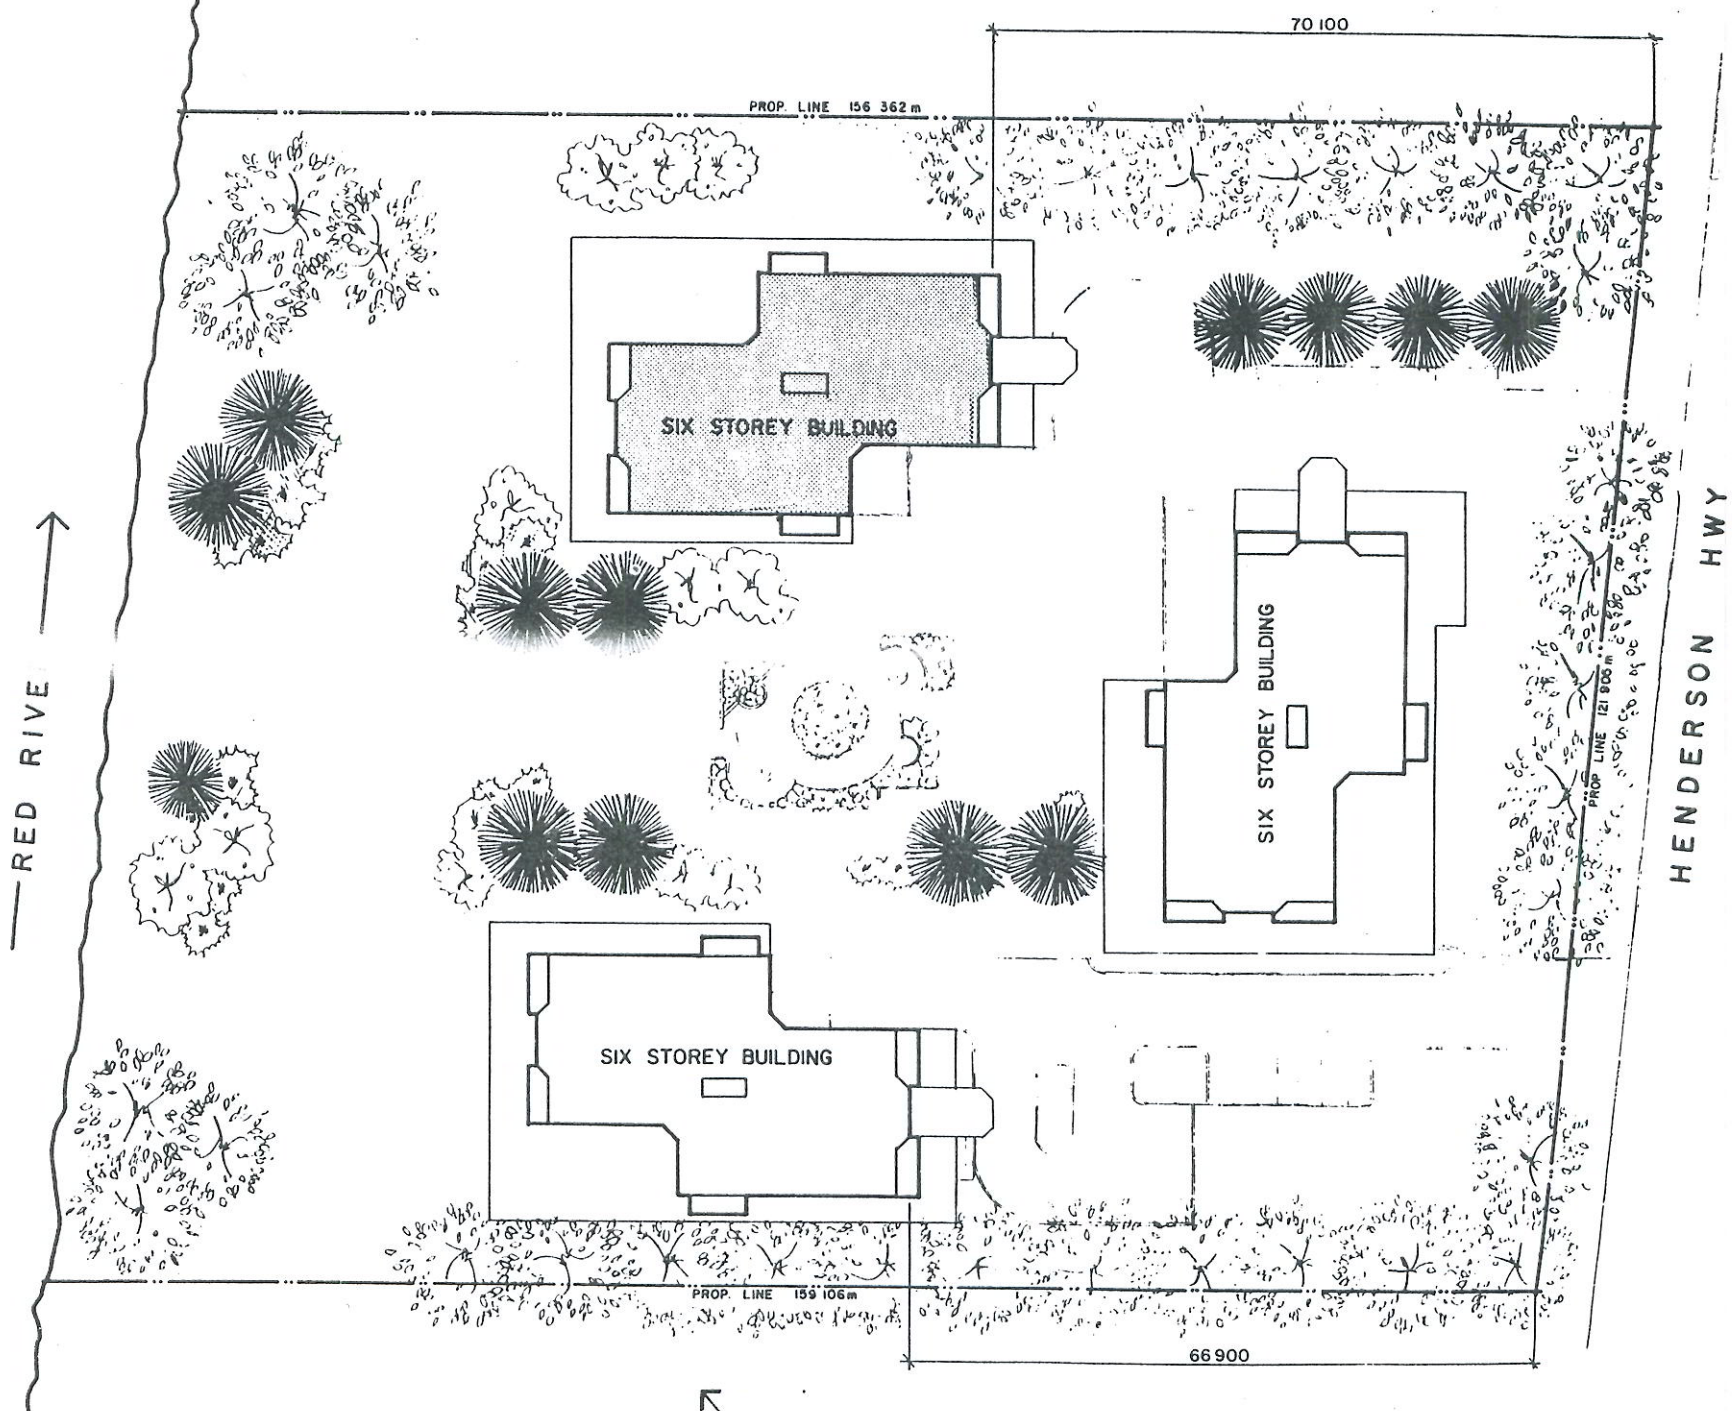 70 100
PROP. LINE 156 362 m
SIX STOREY BUILDING
SIX STOREY BUILDING
PROP LINE 121 906 m
HENDERSON HWY
RED RIVE
SIX STOREY BUILDING
PROP. LINE 159 106 m
66 900